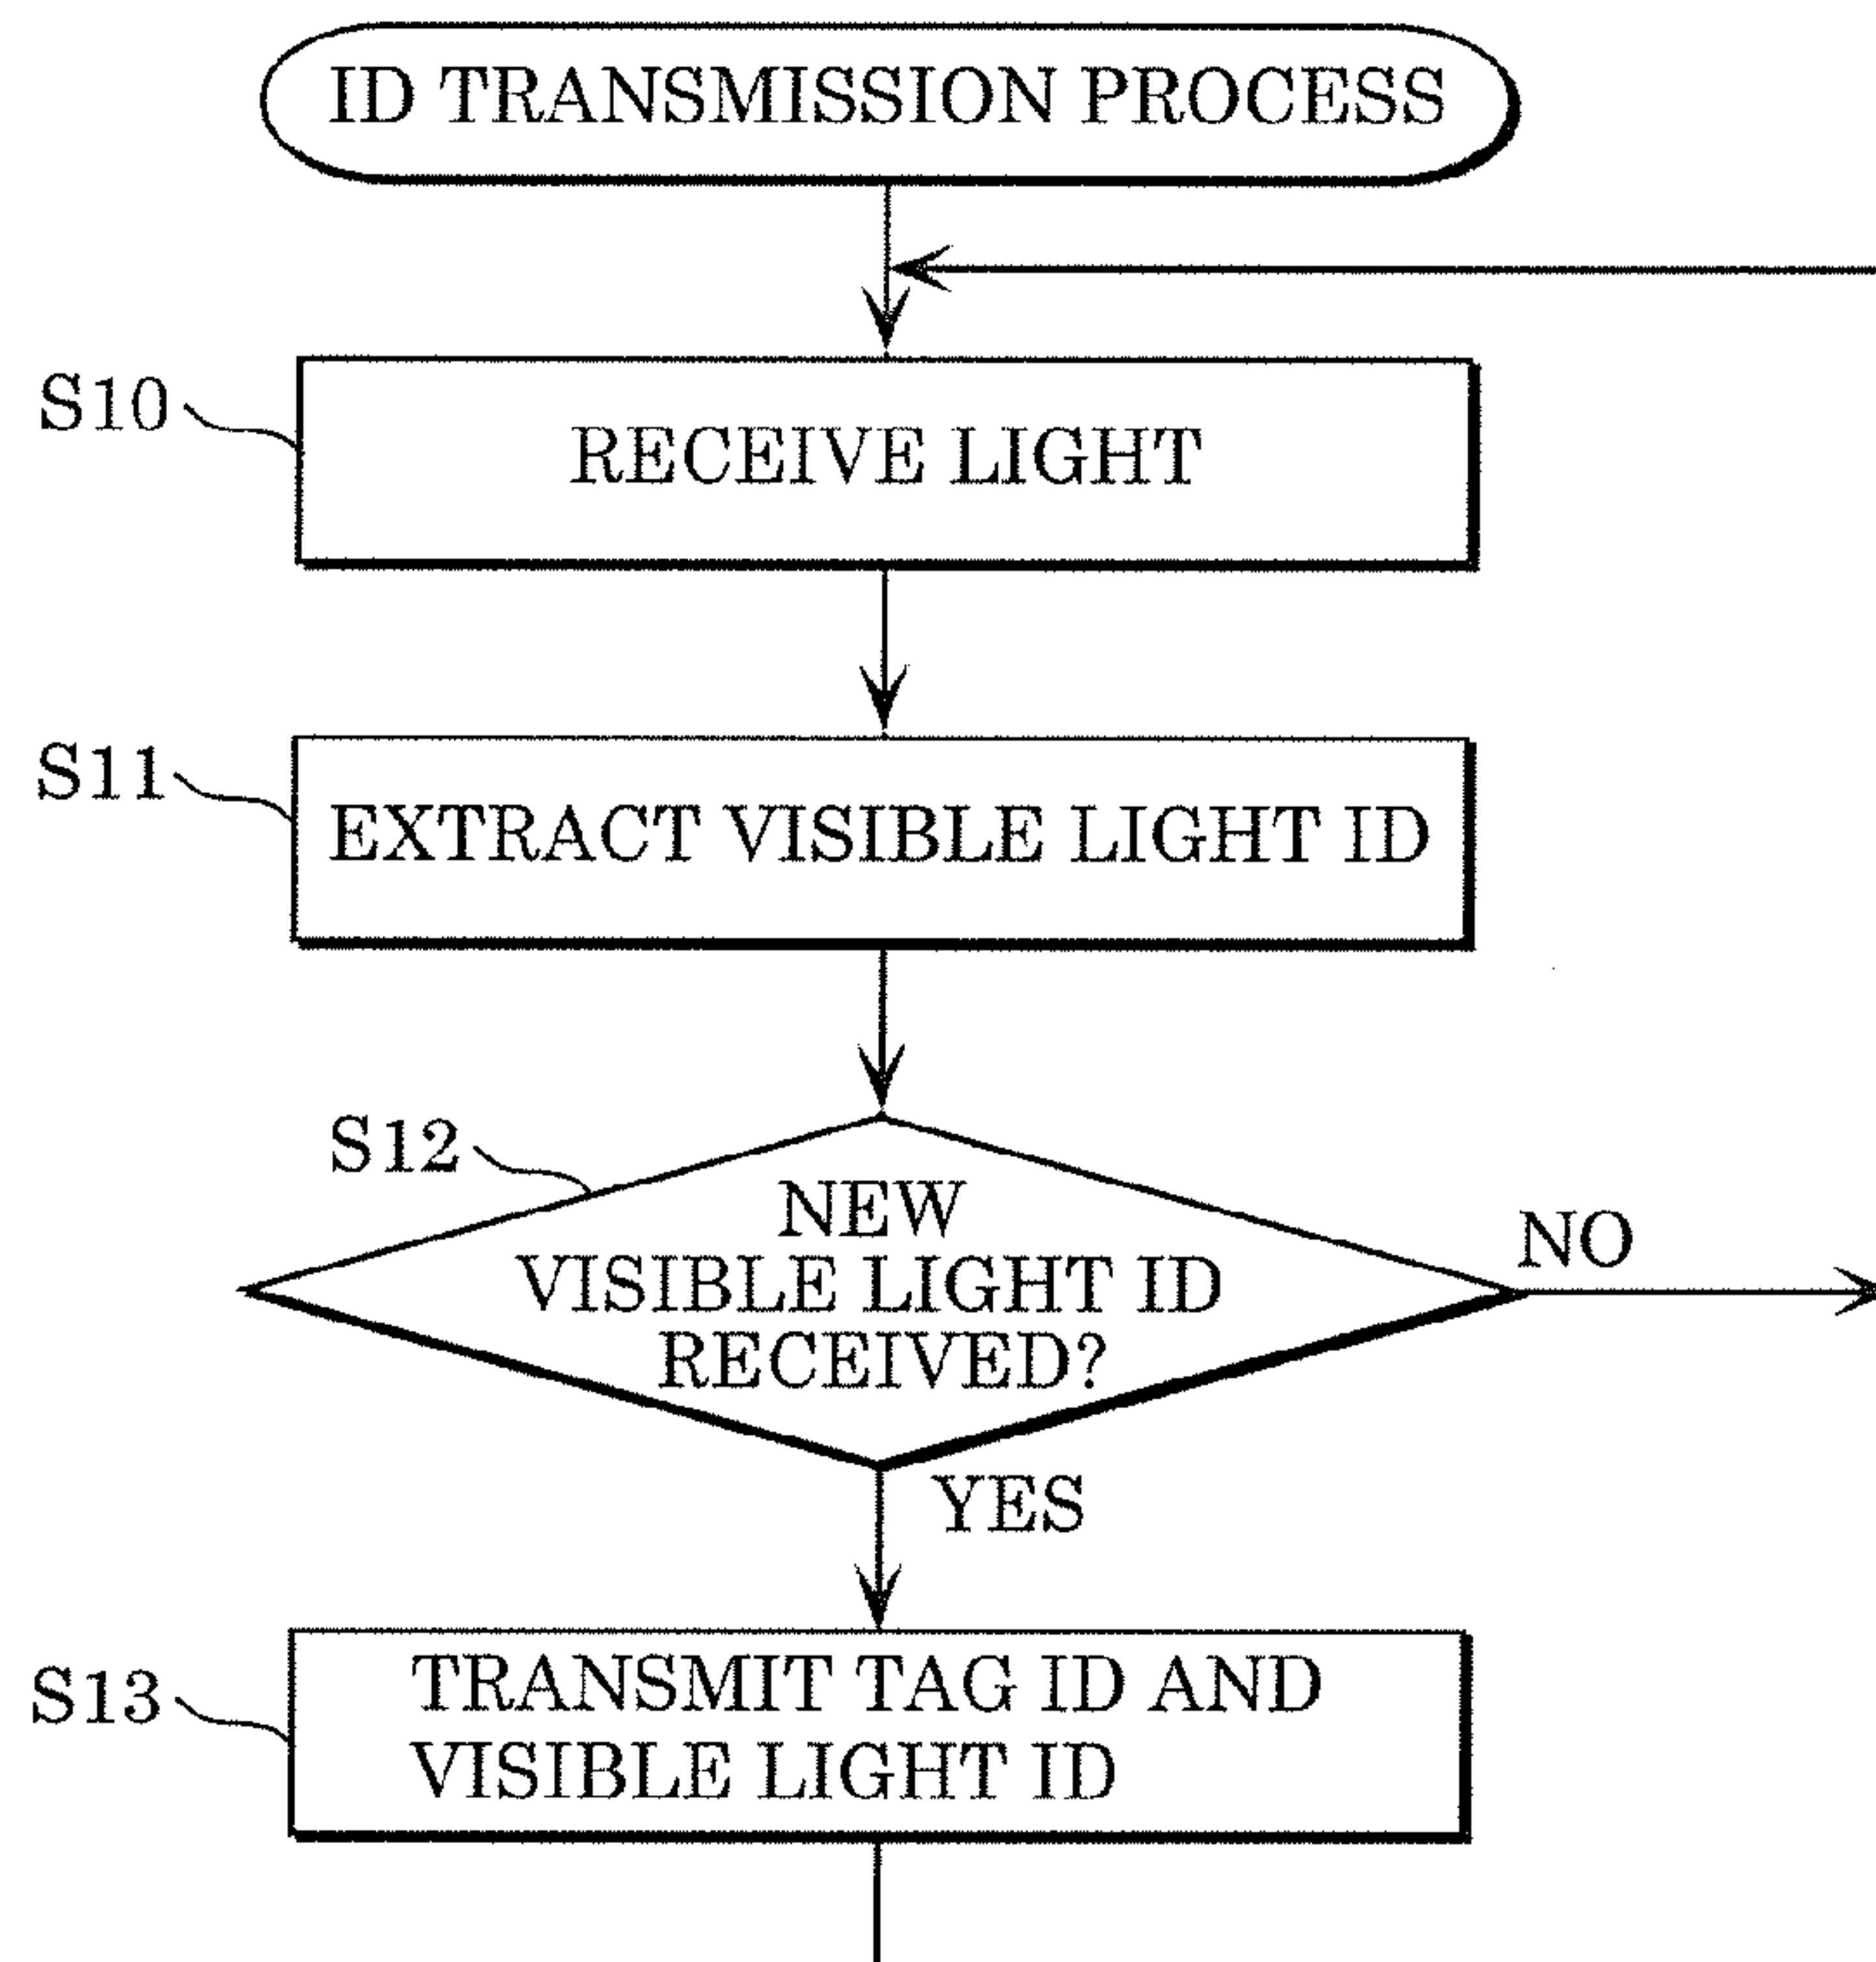 ID TRANSMISSION PROCESS
S10
RECEIVE LIGHT
S11
EXTRACT VISIBLE LIGHT ID
S12
NEW
VISIBLE LIGHT ID
RECEIVED?
NO
YES
S13
TRANSMIT TAG ID AND
VISIBLE LIGHT ID